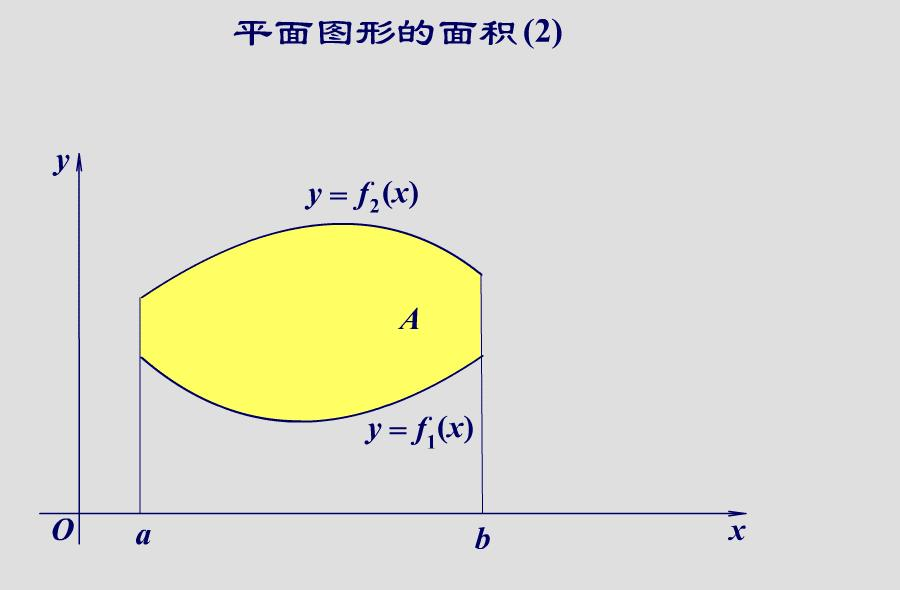 平面图形的面积(2)
y
y = f₂(x)
A
y = f₁(x)
O
a
b
x